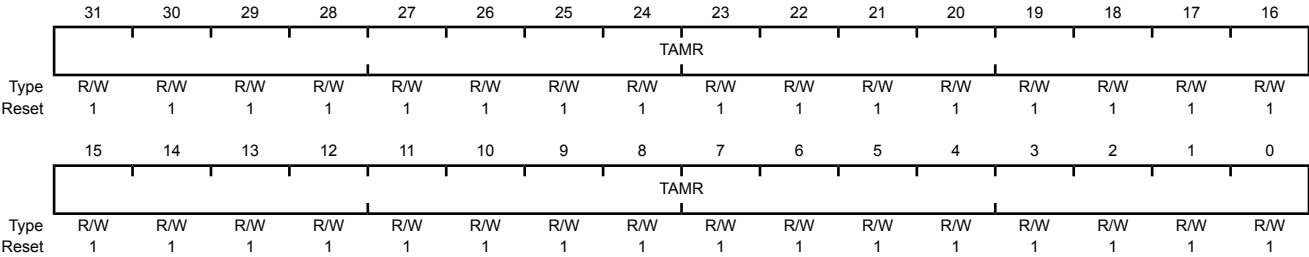 31 30 29 28 27 26 25 24 23 22 21 20 19 18 17 16
TAMR
Type R/W R/W R/W R/W R/W R/W R/W R/W R/W R/W R/W R/W R/W R/W R/W R/W
Reset 1 1 1 1 1 1 1 1 1 1 1 1 1 1 1 1
15 14 13 12 11 10 9 8 7 6 5 4 3 2 1 0
TAMR
Type R/W R/W R/W R/W R/W R/W R/W R/W R/W R/W R/W R/W R/W R/W R/W R/W
Reset 1 1 1 1 1 1 1 1 1 1 1 1 1 1 1 1